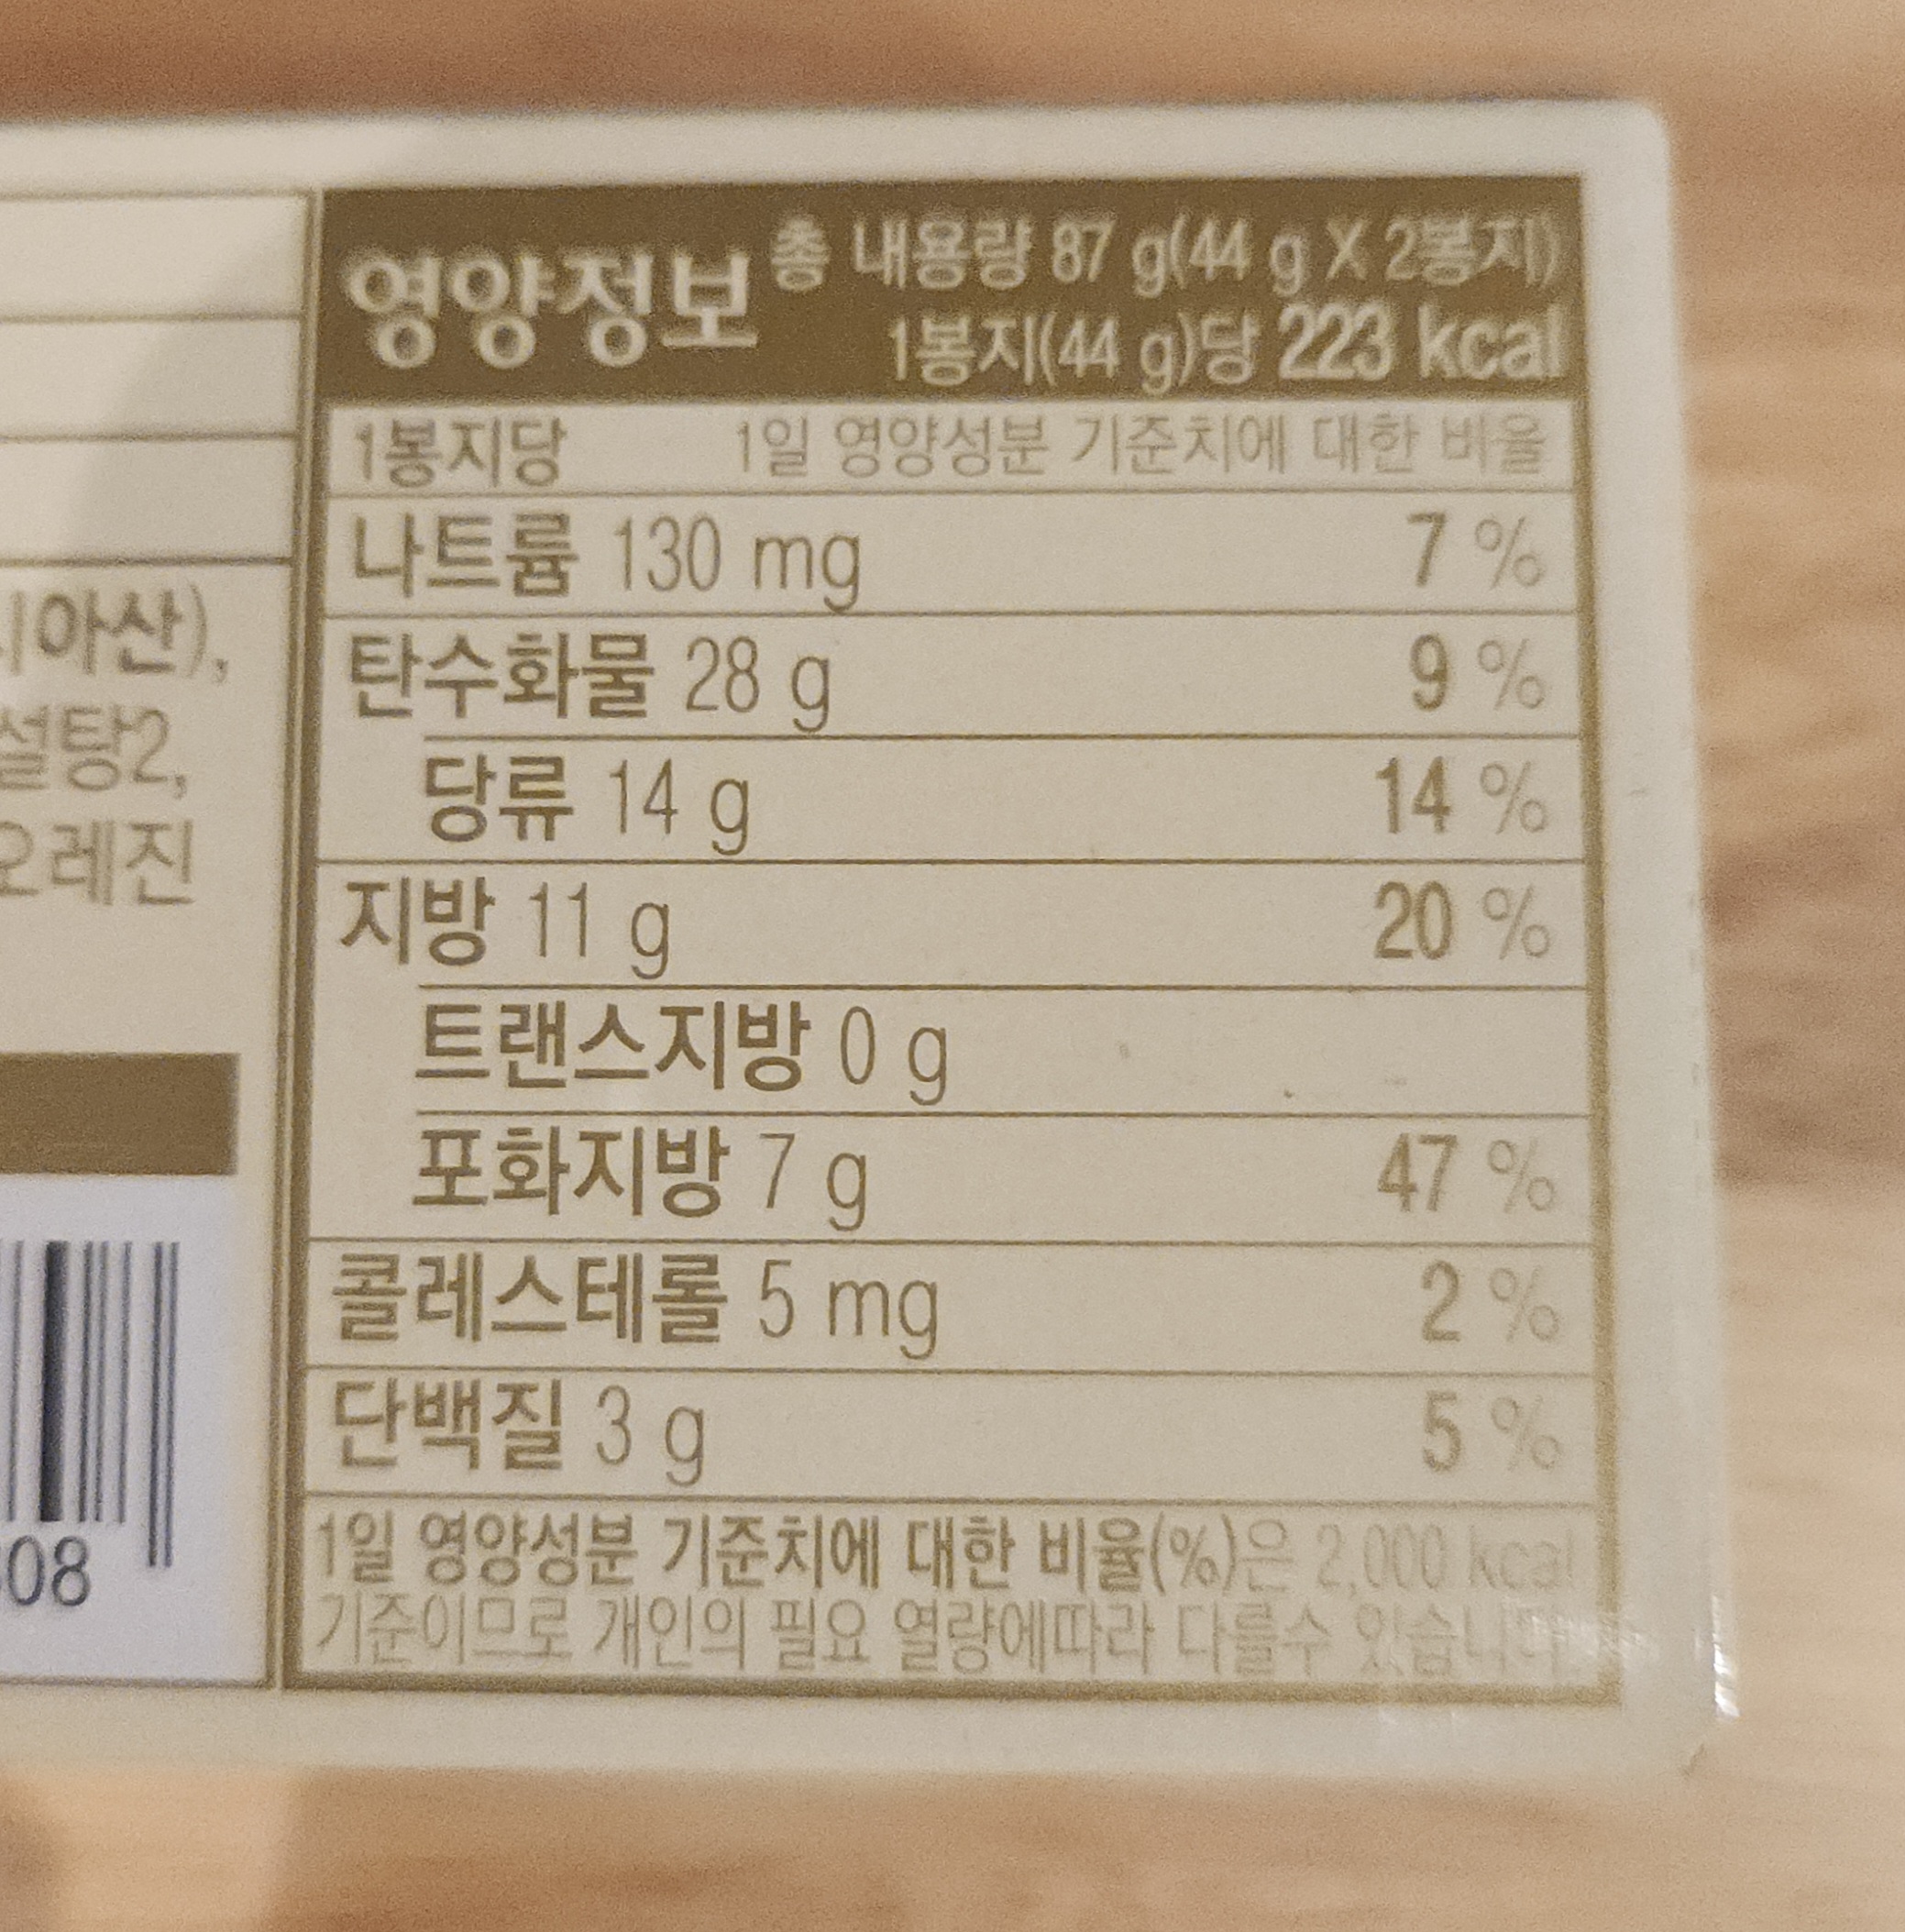 영양정보 총 내용량 87 g(44 g X 2봉지)
1봉지(44 g)당 223 kcal
1봉지당 1일 영양성분 기준치에 대한 비율
나트륨 130 mg 7 %
탄수화물 28 g 9 %
당류 14 g 14 %
지방 11 g 20 %
트랜스지방 0 g
포화지방 7 g 47 %
콜레스테롤 5 mg 2 %
단백질 3 g 5 %
1일 영양성분 기준치에 대한 비율(%)은 2,000 kcal
기준이므로 개인의 필요 열량에따라 다를수 있습니다.
시아산),
설탕2,
오레진
08